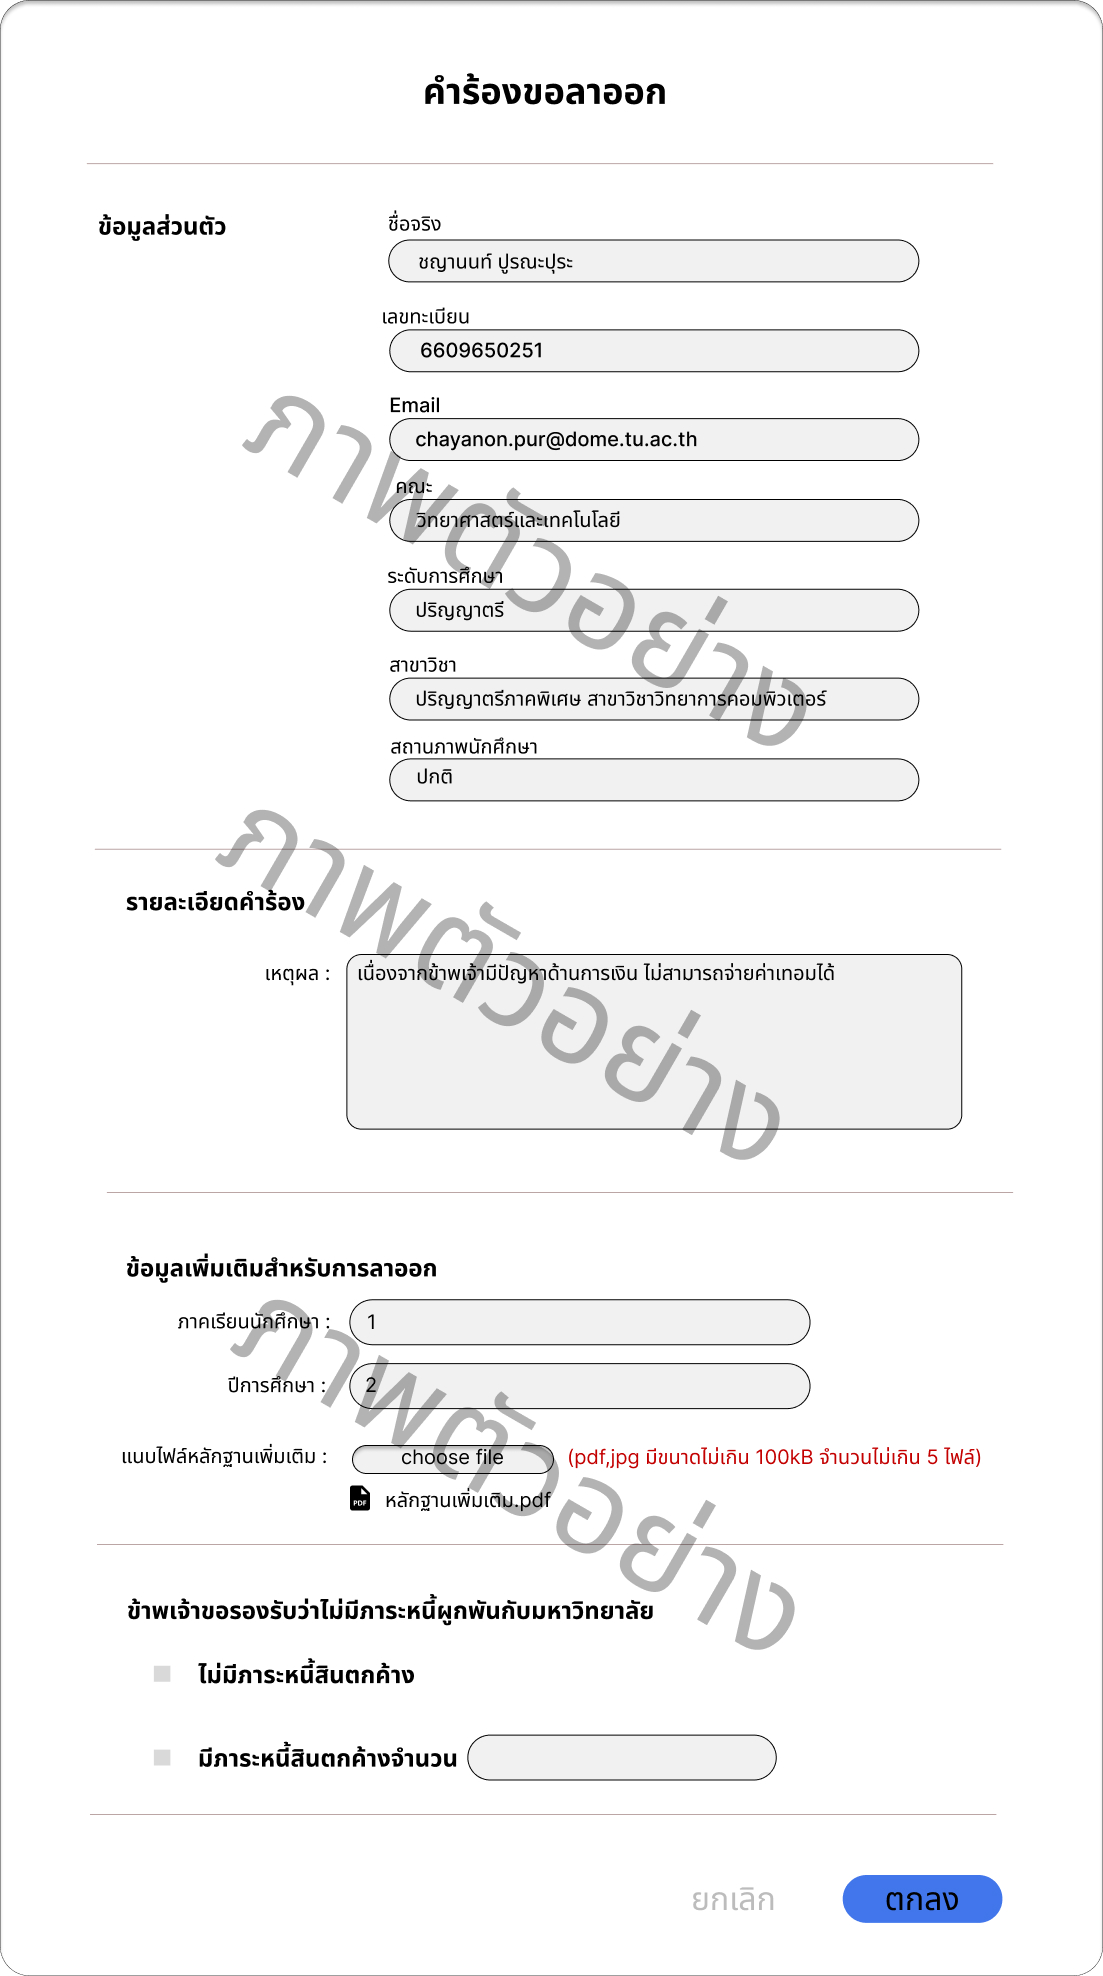 คำร้องขอลาออก
ข้อมูลส่วนตัว
ชื่อจริง
ชญานนท์ ปูรณะปุระ
เลขทะเบียน
6609650251
Email
chayanon.pur@dome.tu.ac.th
คณะ
วิทยาศาสตร์และเทคโนโลยี
ระดับการศึกษา
ปริญญาตรี
สาขาวิชา
ปริญญาตรีภาคพิเศษ สาขาวิชาวิทยาการคอมพิวเตอร์
สถานภาพนักศึกษา
ปกติ
ภาพตัวอย่าง
รายละเอียดคำร้อง
เหตุผล : เนื่องจากข้าพเจ้ามีปัญหาด้านการเงิน ไม่สามารถจ่ายค่าเทอมได้
ภาพตัวอย่าง
ข้อมูลเพิ่มเติมสำหรับการลาออก
ภาคเรียนนักศึกษา : 1
ปีการศึกษา : 2
แนบไฟล์หลักฐานเพิ่มเติม : choose file (pdf,jpg มีขนาดไม่เกิน 100kB จำนวนไม่เกิน 5 ไฟล์)
PDF หลักฐานเพิ่มเติม.pdf
ภาพตัวอย่าง
ข้าพเจ้าขอรองรับว่าไม่มีภาระหนี้ผูกพันกับมหาวิทยาลัย
ไม่มีภาระหนี้สินตกค้าง
มีภาระหนี้สินตกค้างจำนวน
ยกเลิก ตกลง